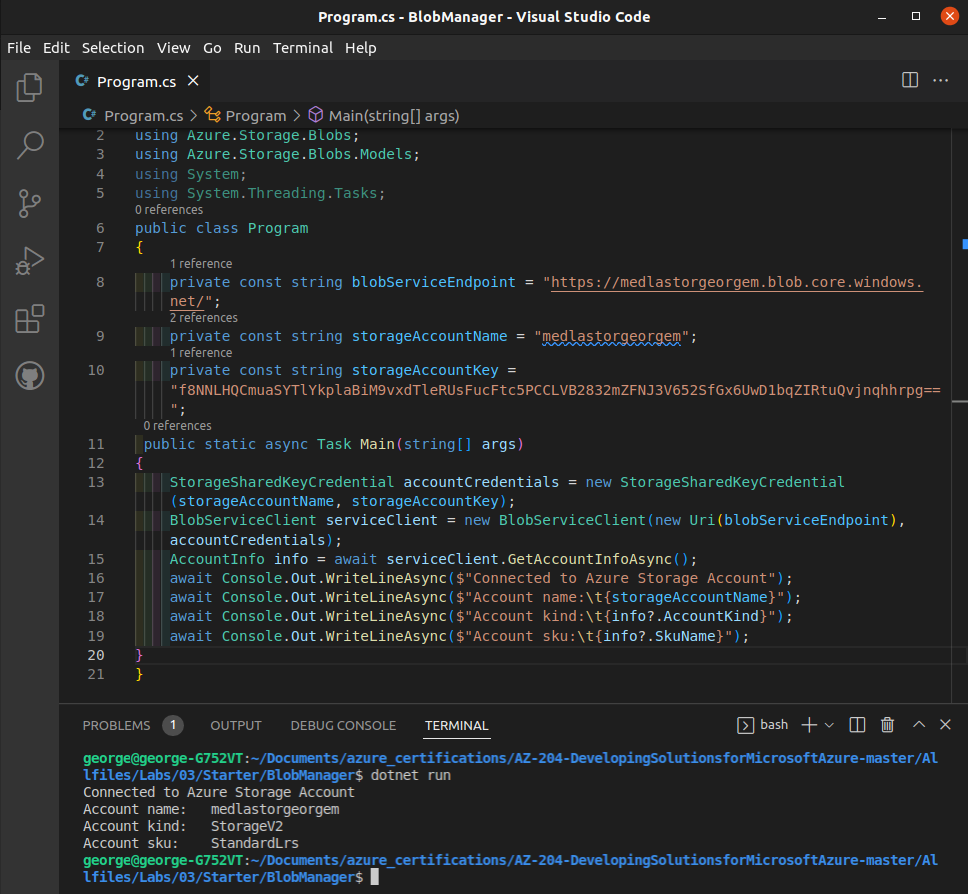 Program.cs - BlobManager - Visual Studio Code
File Edit Selection View Go Run Terminal Help
C# Program.cs
C# Program.cs > Program > Main(string[] args)
2 using Azure.Storage.Blobs;
3 using Azure.Storage.Blobs.Models;
4 using System;
5 using System.Threading.Tasks;
0 references
6 public class Program
7 {
1 reference
8 private const string blobServiceEndpoint = "https://medlastorgeorgem.blob.core.windows.
net/";
2 references
9 private const string storageAccountName = "medlastorgeorgem";
1 reference
10 private const string storageAccountKey =
"f8NNLHQCmuaSYTlYkplaBiM9vxdTleRUsFucFtc5PCCLVB2832mZFNJ3V652SfGx6UwD1bqZIRtuQvjnqhhrpg==
";
0 references
11 public static async Task Main(string[] args)
12 {
13 StorageSharedKeyCredential accountCredentials = new StorageSharedKeyCredential
(storageAccountName, storageAccountKey);
14 BlobServiceClient serviceClient = new BlobServiceClient(new Uri(blobServiceEndpoint),
accountCredentials);
15 AccountInfo info = await serviceClient.GetAccountInfoAsync();
16 await Console.Out.WriteLineAsync($"Connected to Azure Storage Account");
17 await Console.Out.WriteLineAsync($"Account name:\t{storageAccountName}");
18 await Console.Out.WriteLineAsync($"Account kind:\t{info?.AccountKind}");
19 await Console.Out.WriteLineAsync($"Account sku:\t{info?.SkuName}");
20 }
21 }
PROBLEMS 1 OUTPUT DEBUG CONSOLE TERMINAL bash
george@george-G752VT:~/Documents/azure_certifications/AZ-204-DevelopingSolutionsforMicrosoftAzure-master/Al
lfiles/Labs/03/Starter/BlobManager$ dotnet run
Connected to Azure Storage Account
Account name: medlastorgeorgem
Account kind: StorageV2
Account sku: StandardLrs
george@george-G752VT:~/Documents/azure_certifications/AZ-204-DevelopingSolutionsforMicrosoftAzure-master/Al
lfiles/Labs/03/Starter/BlobManager$